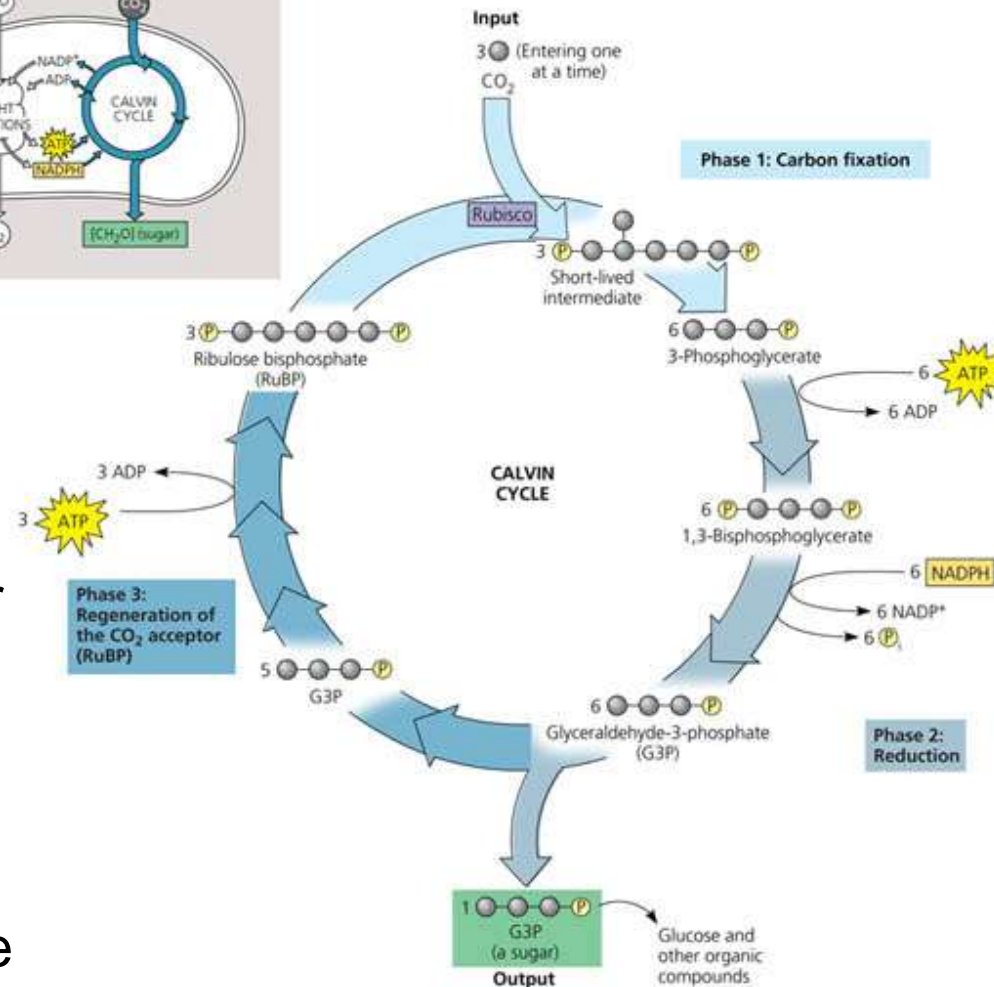 Input
3 (Entering one
at a time)
CO₂
CO₂
NADP⁺
ADP
CALVIN
CYCLE
ATP
NADPH
[CH₂O] (sugar)
Phase 1: Carbon fixation
Rubisco
3 P P
Short-lived
intermediate
3 P P
Ribulose bisphosphate
(RuBP)
6 P
3-Phosphoglycerate
6 ATP
6 ADP
3 ADP
3 ATP
CALVIN
CYCLE
6 P P
1,3-Bisphosphoglycerate
6 NADPH
6 NADP⁺
6 Pᵢ
Phase 3:
Regeneration of
the CO₂ acceptor
(RuBP)
5 P
G3P
6 P
Glyceraldehyde-3-phosphate
(G3P)
Phase 2:
Reduction
1 P
G3P
(a sugar)
Output
Glucose and
other organic
compounds